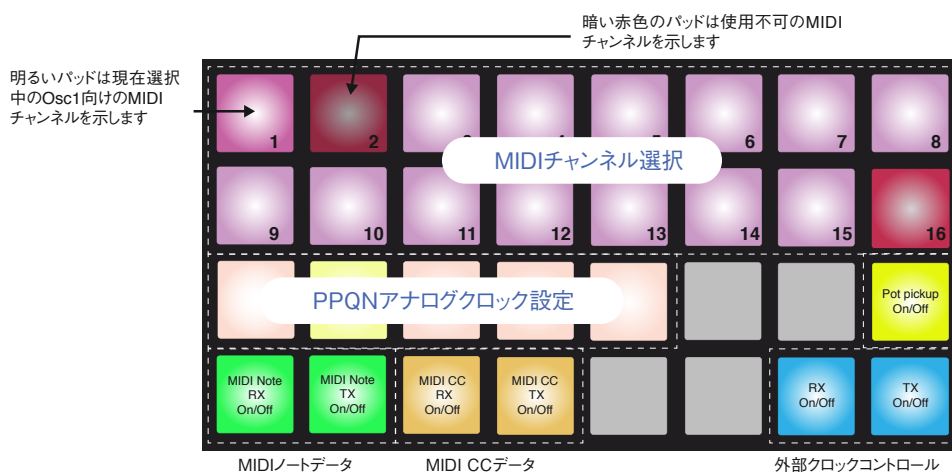 暗い赤色のパッドは使用不可のMIDI
チャンネルを示します
明るいパッドは現在選択
中のOsc1向けのMIDI
チャンネルを示します
1
2
6
7
8
MIDIチャンネル選択
9
10
11
12
13
14
15
16
PPQNアナログクロック設定
Pot pickup
On/Off
MIDI Note
RX
On/Off
MIDI Note
TX
On/Off
MIDI CC
RX
On/Off
MIDI CC
TX
On/Off
RX
On/Off
TX
On/Off
MIDIノートデータ
MIDI CCデータ
外部クロックコントロール